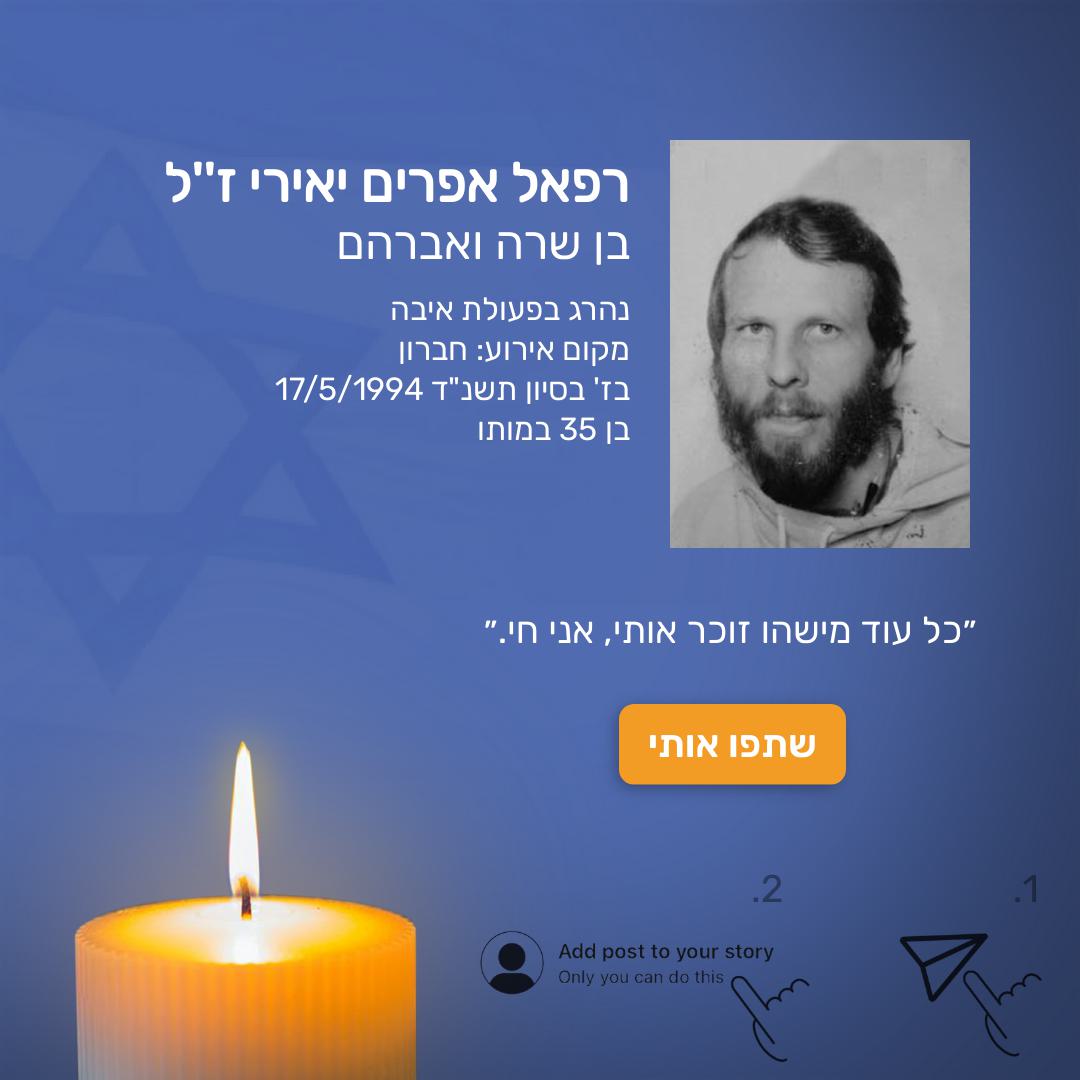 רפאל אפרים יאירי ז"ל
בן שרה ואברהם
נהרג בפעולת איבה
מקום אירוע: חברון
בז' בסיון תשנ"ד 17/5/1994
בן 35 במותו
״כל עוד מישהו זוכר אותי, אני חי.״
שתפו אותי
1.
2.
Add post to your story
Only you can do this